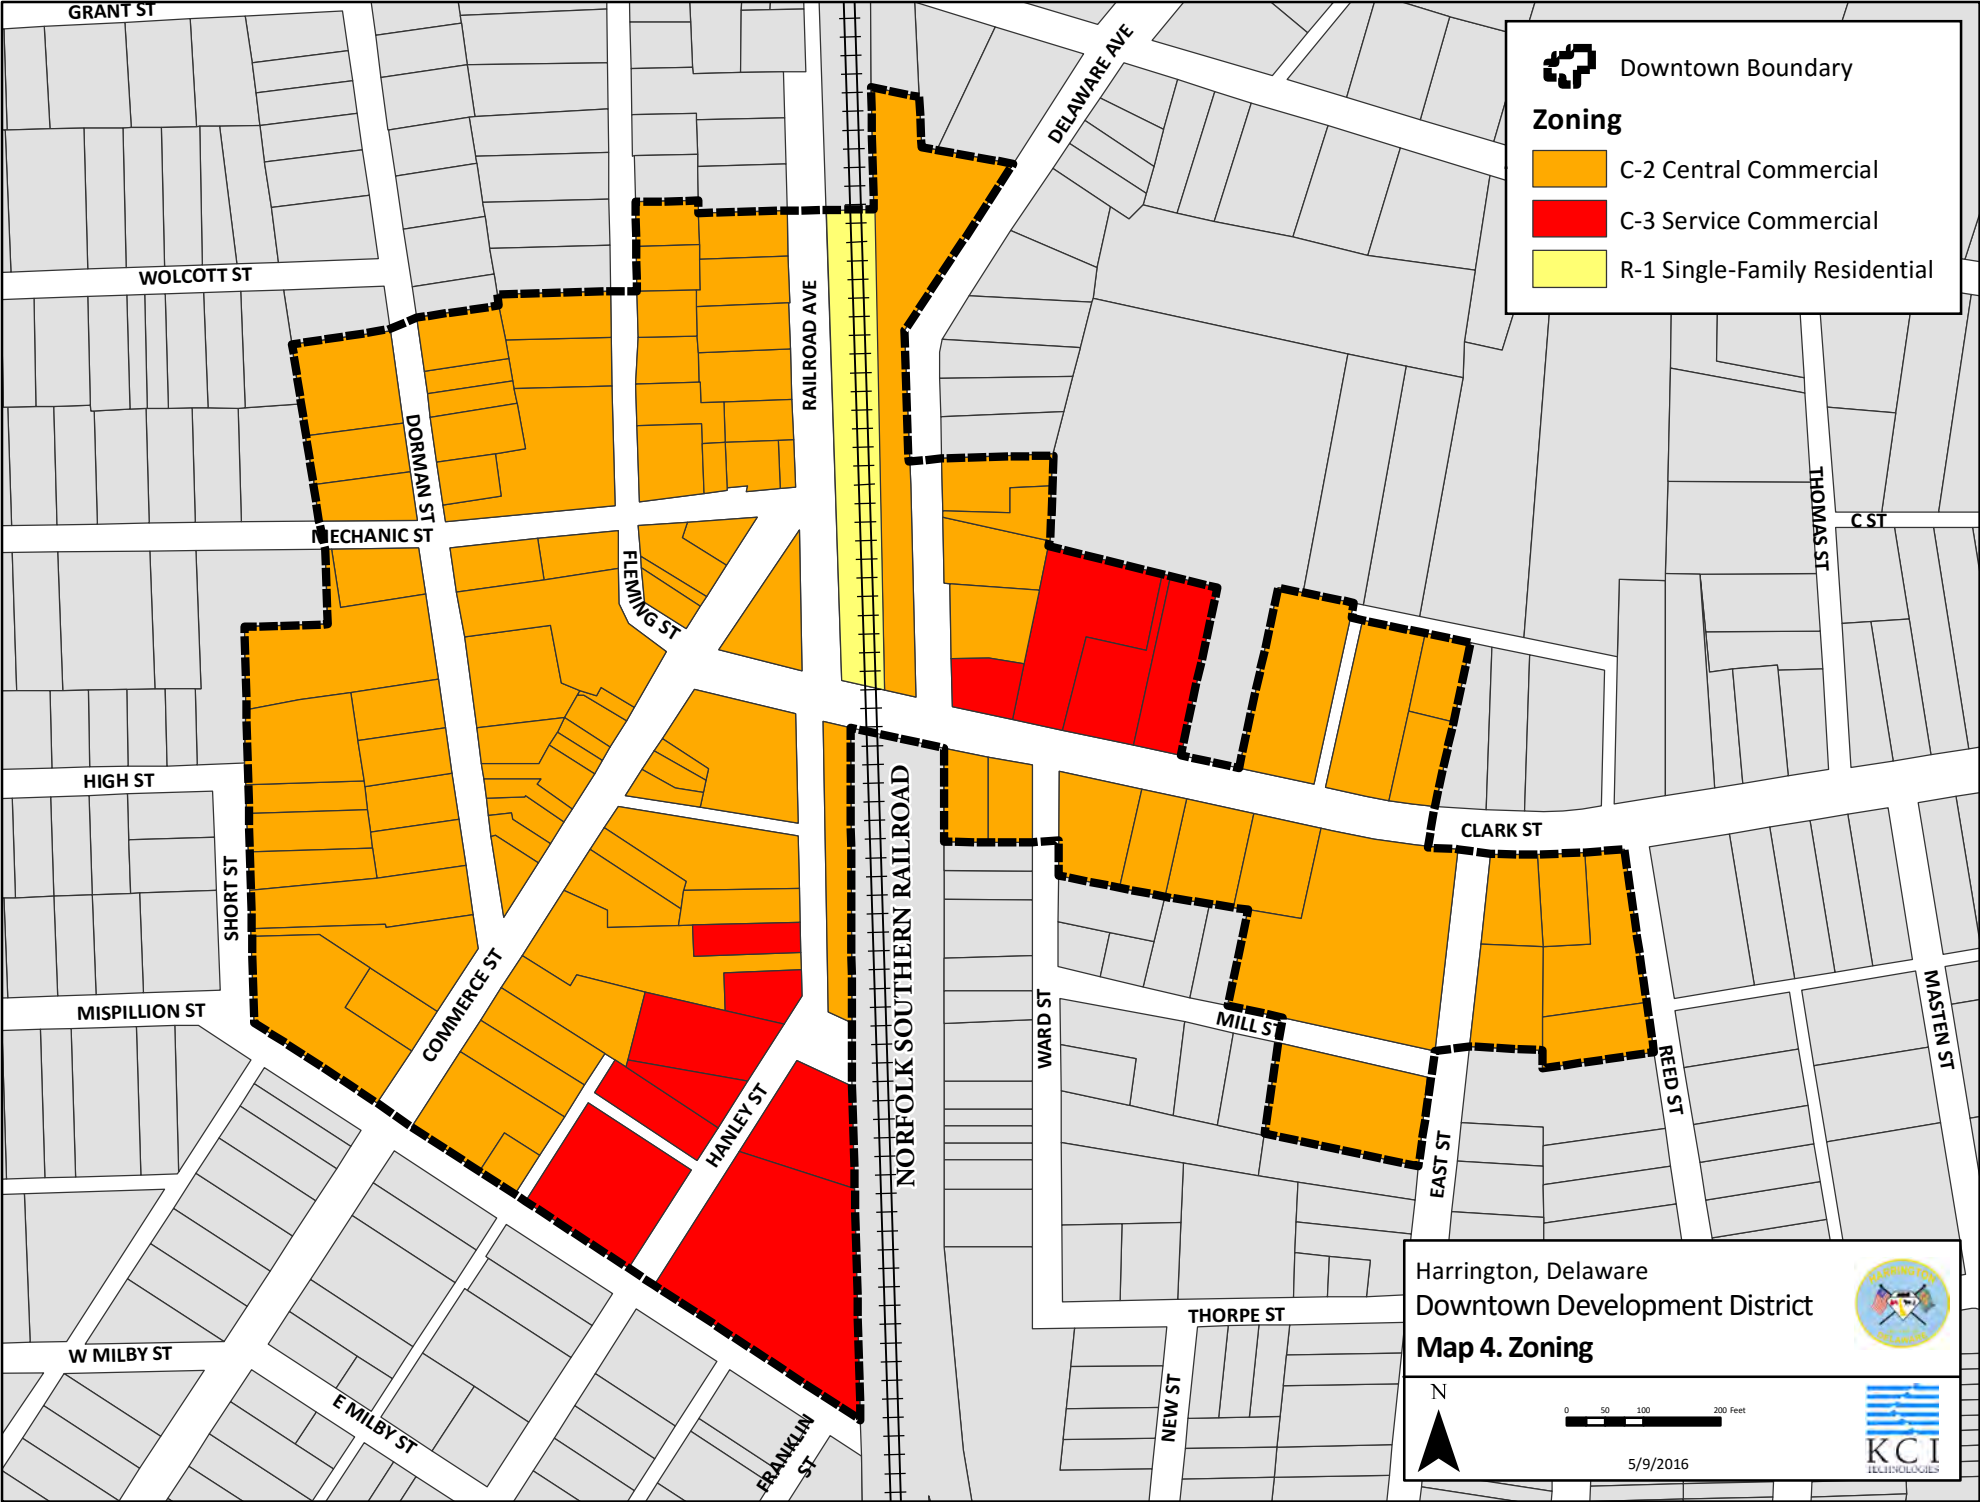 GRANT ST
DELAWARE AVE
Downtown Boundary
Zoning
C-2 Central Commercial
C-3 Service Commercial
R-1 Single-Family Residential
WOLCOTT ST
RAILROAD AVE
DORMAN ST
MECHANIC ST
FLEMING ST
THOMAS ST
C ST
HIGH ST
SHORT ST
NORFOLK SOUTHERN RAILROAD
CLARK ST
COMMERCE ST
MISPILLION ST
WARD ST
MILL ST
MASTEN ST
REED ST
HANLEY ST
EAST ST
THORPE ST
W MILBY ST
E MILBY ST
FRANKLIN ST
NEW ST
Harrington, Delaware
Downtown Development District
Map 4. Zoning
HARRINGTON
DELAWARE
N
0 50 100 200 Feet
5/9/2016
KCI
TECHNOLOGIES